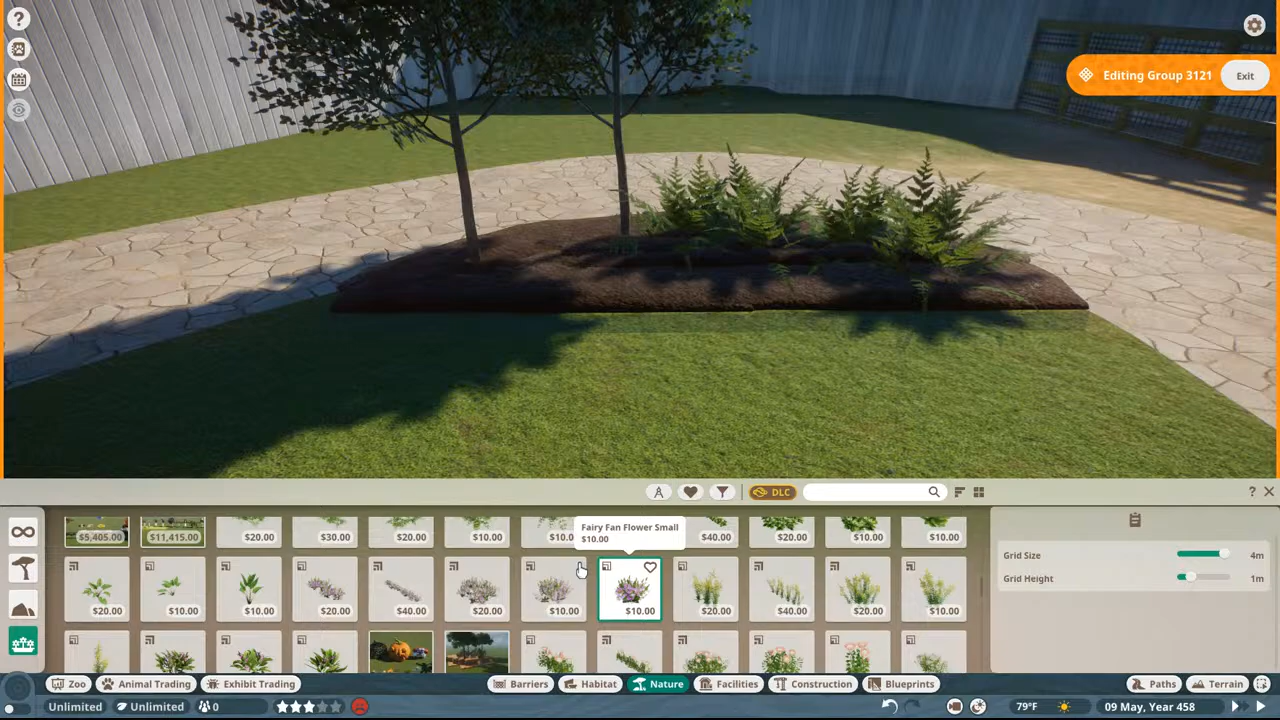 ?
Editing Group 3121 Exit
DLC
? ×
Fairy Fan Flower Small
$10.00
$5,405.00 $11,415.00 $20.00 $30.00 $20.00 $10.00 $10.0 $40.00 $20.00 $10.00
$20.00 $10.00 $10.00 $20.00 $40.00 $20.00 $10.00 $10.00 $20.00 $40.00 $20.00 $10.00
Grid Size 4m
Grid Height 1m
Zoo Animal Trading Exhibit Trading Barriers Habitat Nature Facilities Construction Blueprints Paths Terrain
Unlimited Unlimited 0 79°F 09 May, Year 458